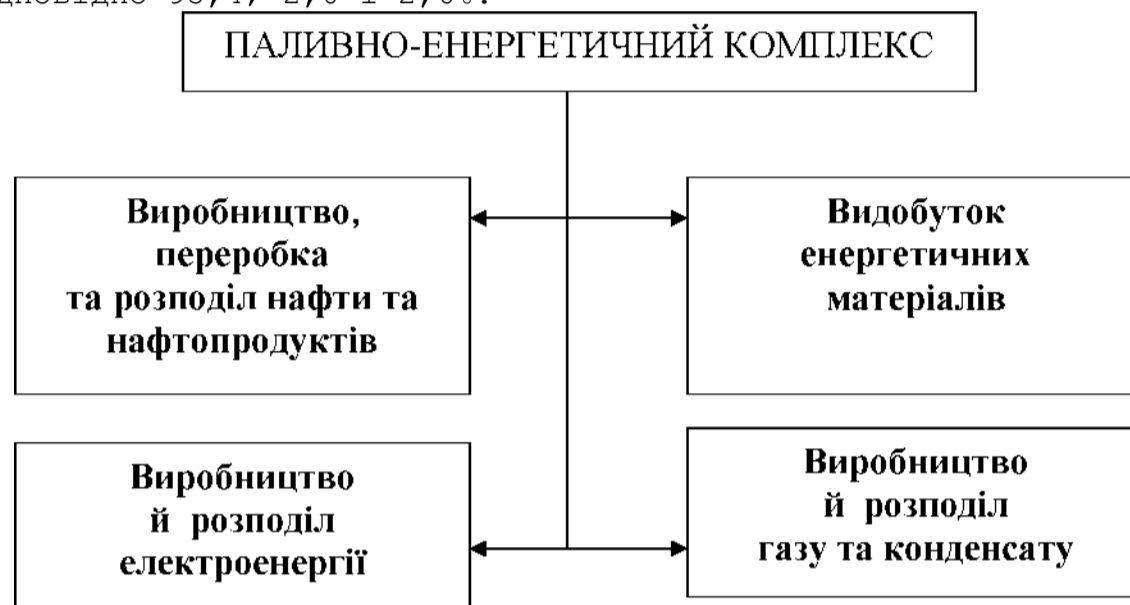 ПАЛИВНО-ЕНЕРГЕТИЧНИЙ КОМПЛЕКС
Виробництво,
переробка
та розподіл нафти та
нафтопродуктів
Видобуток
енергетичних
матеріалів
Виробництво
й розподіл
електроенергії
Виробництво
й розподіл
газу та конденсату